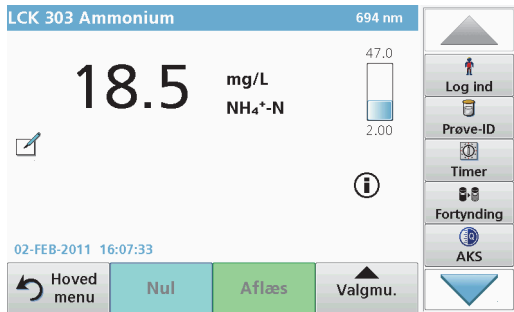 LCK 303 Ammonium 694 nm
47.0
18.5 mg/L
NH₄⁺-N
2.00
02-FEB-2011 16:07:33
Hoved
menu
Nul
Aflæs
Valgmu.
Log ind
Prøve-ID
Timer
Fortynding
AKS